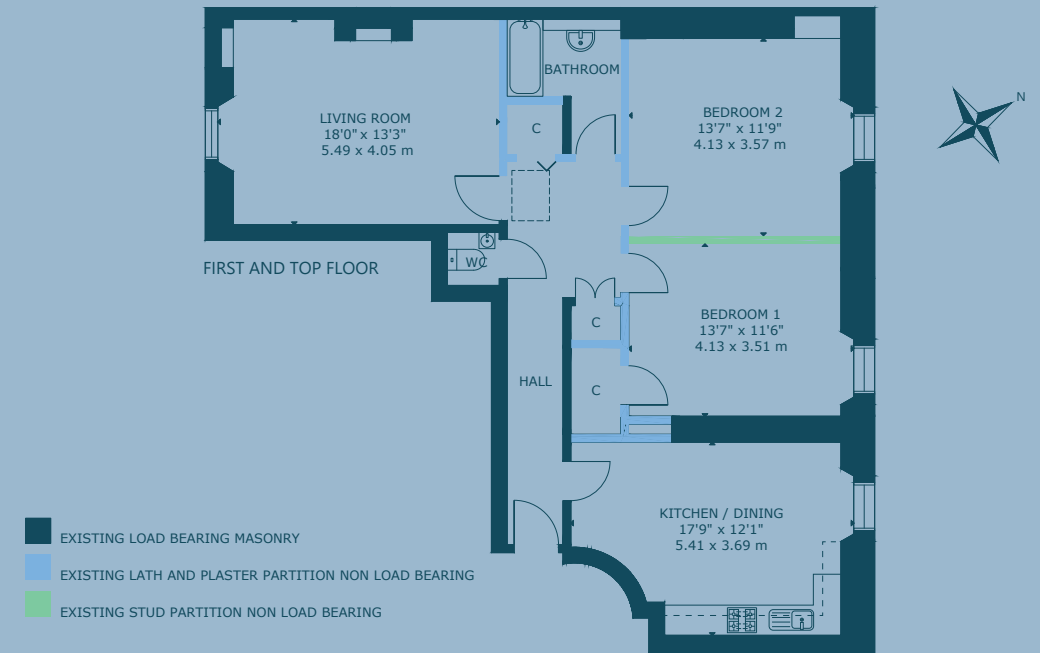 BATHROOM
N
LIVING ROOM
18'0" x 13'3"
5.49 x 4.05 m
C
BEDROOM 2
13'7" x 11'9"
4.13 x 3.57 m
WC
FIRST AND TOP FLOOR
C
BEDROOM 1
13'7" x 11'6"
4.13 x 3.51 m
HALL
C
KITCHEN / DINING
17'9" x 12'1"
5.41 x 3.69 m
EXISTING LOAD BEARING MASONRY
EXISTING LATH AND PLASTER PARTITION NON LOAD BEARING
EXISTING STUD PARTITION NON LOAD BEARING